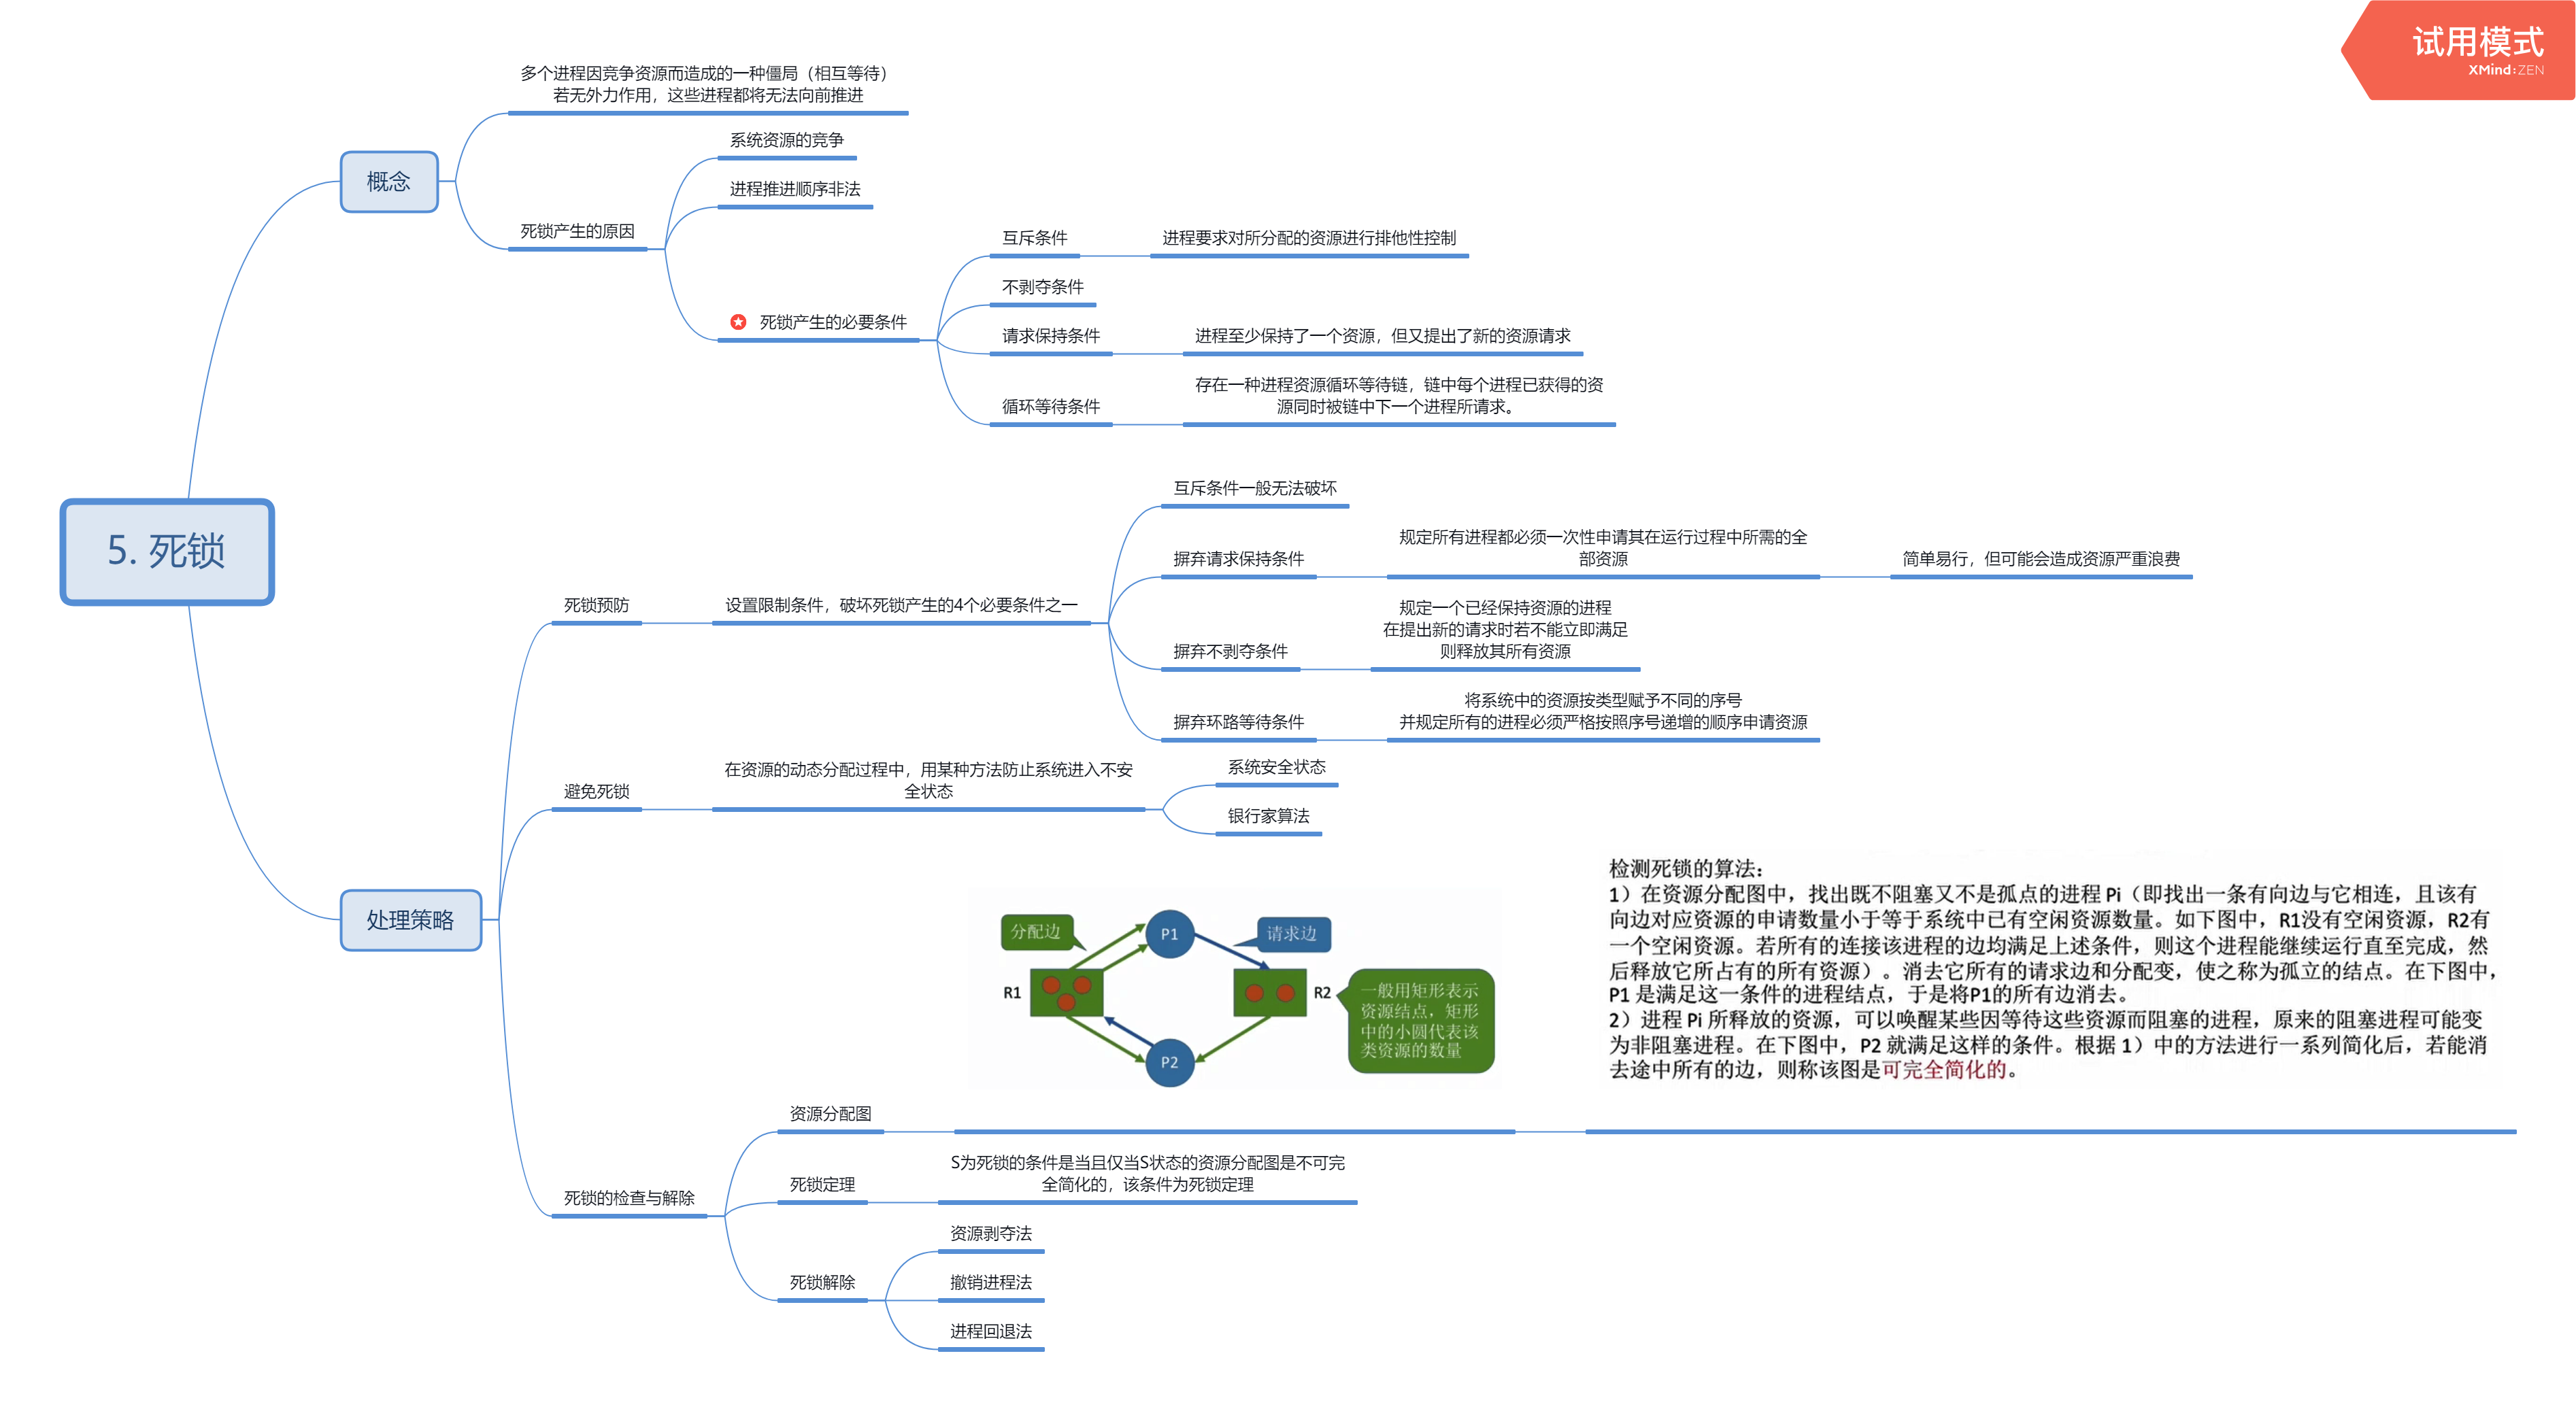 试用模式
XMind:ZEN
5. 死锁
概念
多个进程因竞争资源而造成的一种僵局（相互等待）
若无外力作用，这些进程都将无法向前推进
死锁产生的原因
系统资源的竞争
进程推进顺序非法
死锁产生的必要条件
互斥条件
进程要求对所分配的资源进行排他性控制
不剥夺条件
请求保持条件
进程至少保持了一个资源，但又提出了新的资源请求
循环等待条件
存在一种进程资源循环等待链，链中每个进程已获得的资
源同时被链中下一个进程所请求。
处理策略
死锁预防
设置限制条件，破坏死锁产生的4个必要条件之一
互斥条件一般无法破坏
摒弃请求保持条件
规定所有进程都必须一次性申请其在运行过程中所需的全
部资源
简单易行，但可能会造成资源严重浪费
摒弃不剥夺条件
规定一个已经保持资源的进程
在提出新的请求时若不能立即满足
则释放其所有资源
摒弃环路等待条件
将系统中的资源按类型赋予不同的序号
并规定所有的进程必须严格按照序号递增的顺序申请资源
避免死锁
在资源的动态分配过程中，用某种方法防止系统进入不安
全状态
系统安全状态
银行家算法
死锁的检查与解除
资源分配图
分配边
P1
请求边
R1
R2
P2
一般用矩形表示
资源结点，矩形
中的小圆代表该
类资源的数量
检测死锁的算法：
1）在资源分配图中，找出既不阻塞又不是孤点的进程 Pi（即找出一条有向边与它相连，且该有
向边对应资源的申请数量小于等于系统中已有空闲资源数量。如下图中，R1没有空闲资源，R2有
一个空闲资源。若所有的连接该进程的边均满足上述条件，则这个进程能继续运行直至完成，然
后释放它所占有的所有资源）。消去它所有的请求边和分配变，使之称为孤立的结点。在下图中，
P1 是满足这一条件的进程结点，于是将P1的所有边消去。
2）进程 Pi 所释放的资源，可以唤醒某些因等待这些资源而阻塞的进程，原来的阻塞进程可能变
为非阻塞进程。在下图中，P2 就满足这样的条件。根据 1）中的方法进行一系列简化后，若能消
去途中所有的边，则称该图是可完全简化的。
死锁定理
S为死锁的条件是当且仅当S状态的资源分配图是不可完
全简化的，该条件为死锁定理
死锁解除
资源剥夺法
撤销进程法
进程回退法